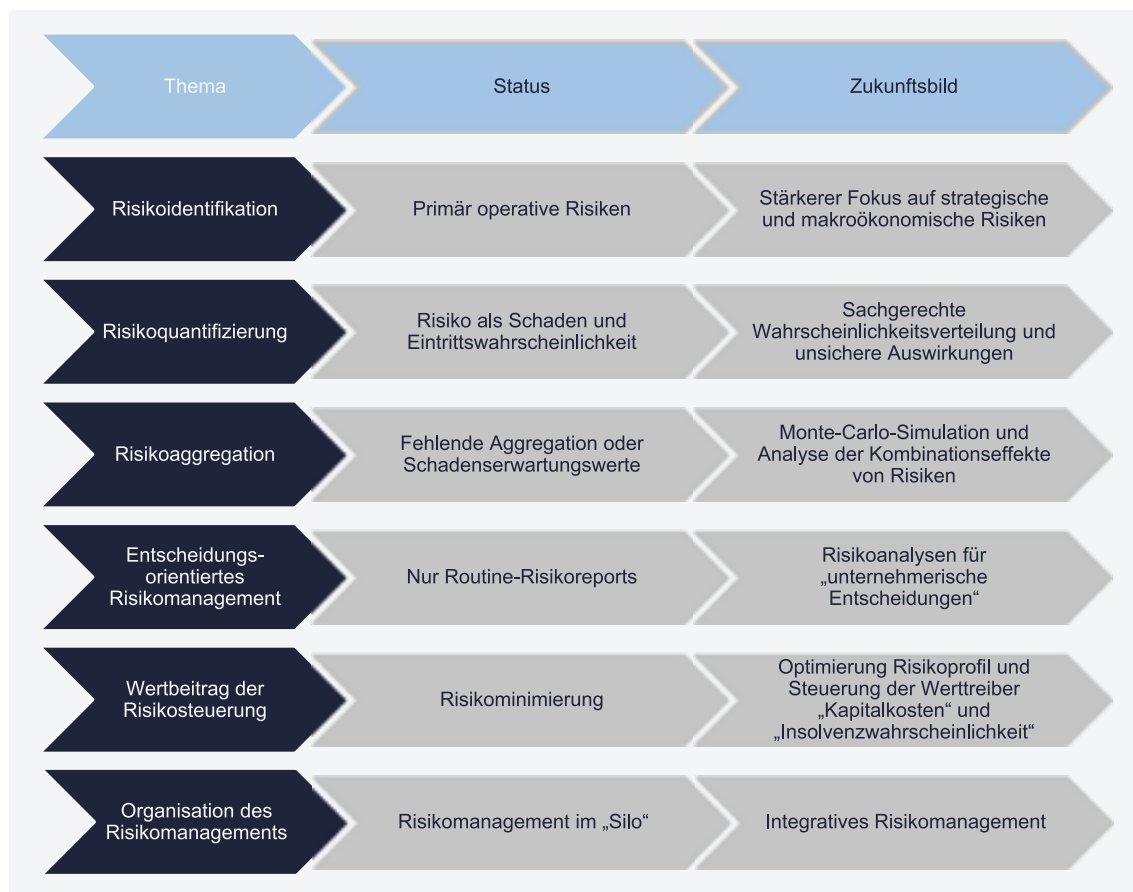 Thema
Status
Zukunftsbild
Risikoidentifikation
Primär operative Risiken
Stärkerer Fokus auf strategische
und makroökonomische Risiken
Risikoquantifizierung
Risiko als Schaden und
Eintrittswahrscheinlichkeit
Sachgerechte
Wahrscheinlichkeitsverteilung und
unsichere Auswirkungen
Risikoaggregation
Fehlende Aggregation oder
Schadenserwartungswerte
Monte-Carlo-Simulation und
Analyse der Kombinationseffekte
von Risiken
Entscheidungs-
orientiertes
Risikomanagement
Nur Routine-Risikoreports
Risikoanalysen für
„unternehmerische
Entscheidungen“
Wertbeitrag der
Risikosteuerung
Risikominimierung
Optimierung Risikoprofil und
Steuerung der Werttreiber
„Kapitalkosten“ und
„Insolvenzwahrscheinlichkeit“
Organisation des
Risikomanagements
Risikomanagement im „Silo“
Integratives Risikomanagement